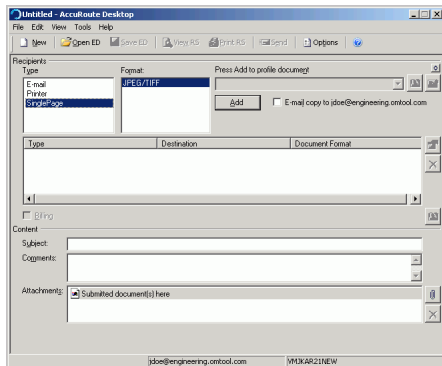 Untitled - AccuRoute Desktop
File Edit View Tools Help
New Open ED Save ED View RS Print RS Send Options
Recipients
Type Format: Press Add to profile document
E-mail
Printer
SinglePage
JPEG/TIFF
Add E-mail copy to jdoe@engineering.omtool.com
Type Destination Document Format
Billing
Content
Subject:
Comments:
Attachments: Submitted document(s) here
jdoe@engineering.omtool.com VMJKAR21NEW